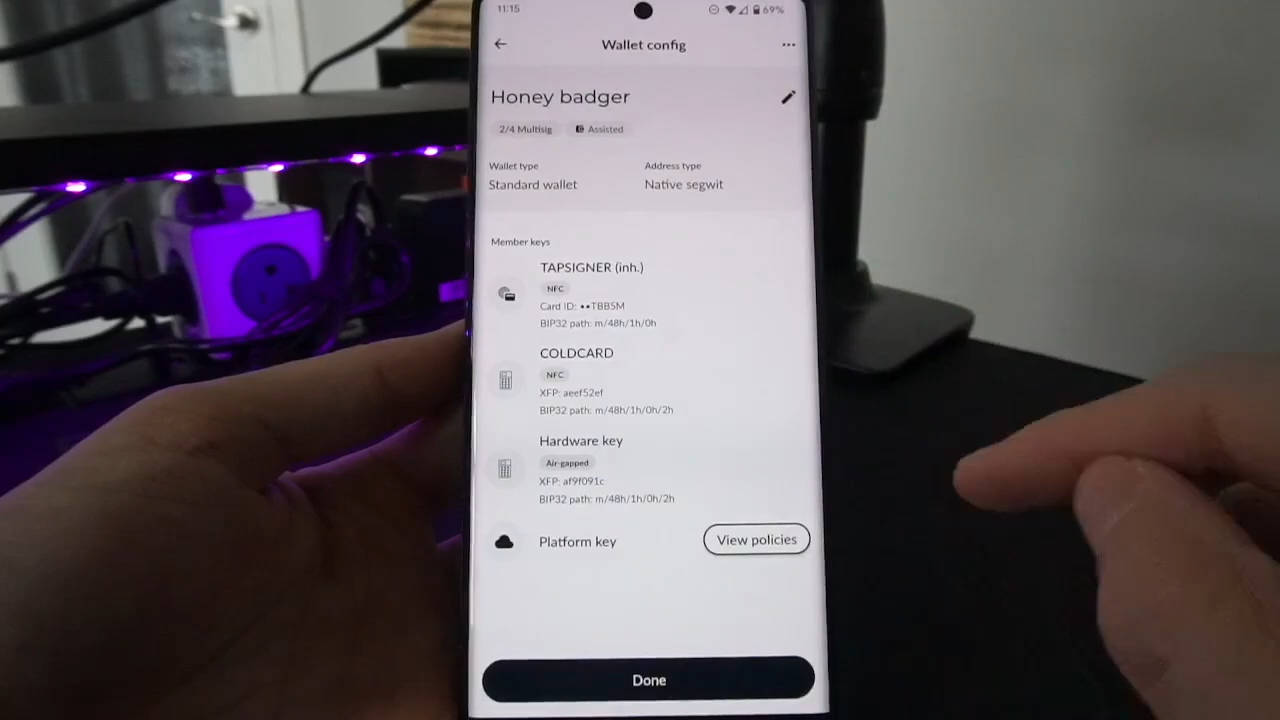 11:15
69%
Wallet config
Honey badger
2/4 Multisig
Assisted
Wallet type
Address type
Standard wallet
Native segwit
Member keys
TAPSIGNER (inh.)
NFC
Card ID: ••TBB5M
BIP32 path: m/48h/1h/0h
COLDCARD
NFC
XFP: aeef52ef
BIP32 path: m/48h/1h/0h/2h
Hardware key
Air-gapped
XFP: af9f091c
BIP32 path: m/48h/1h/0h/2h
Platform key
View policies
Done